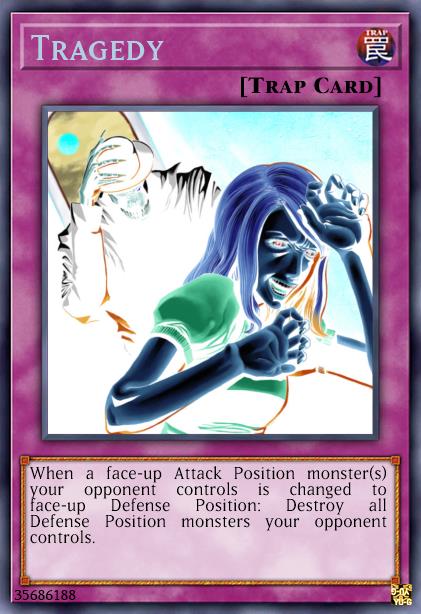 Tragedy
TRAP
罠
[Trap Card]
When a face-up Attack Position monster(s)
your opponent controls is changed to
face-up Defense Position: Destroy all
Defense Position monsters your opponent
controls.
35686188